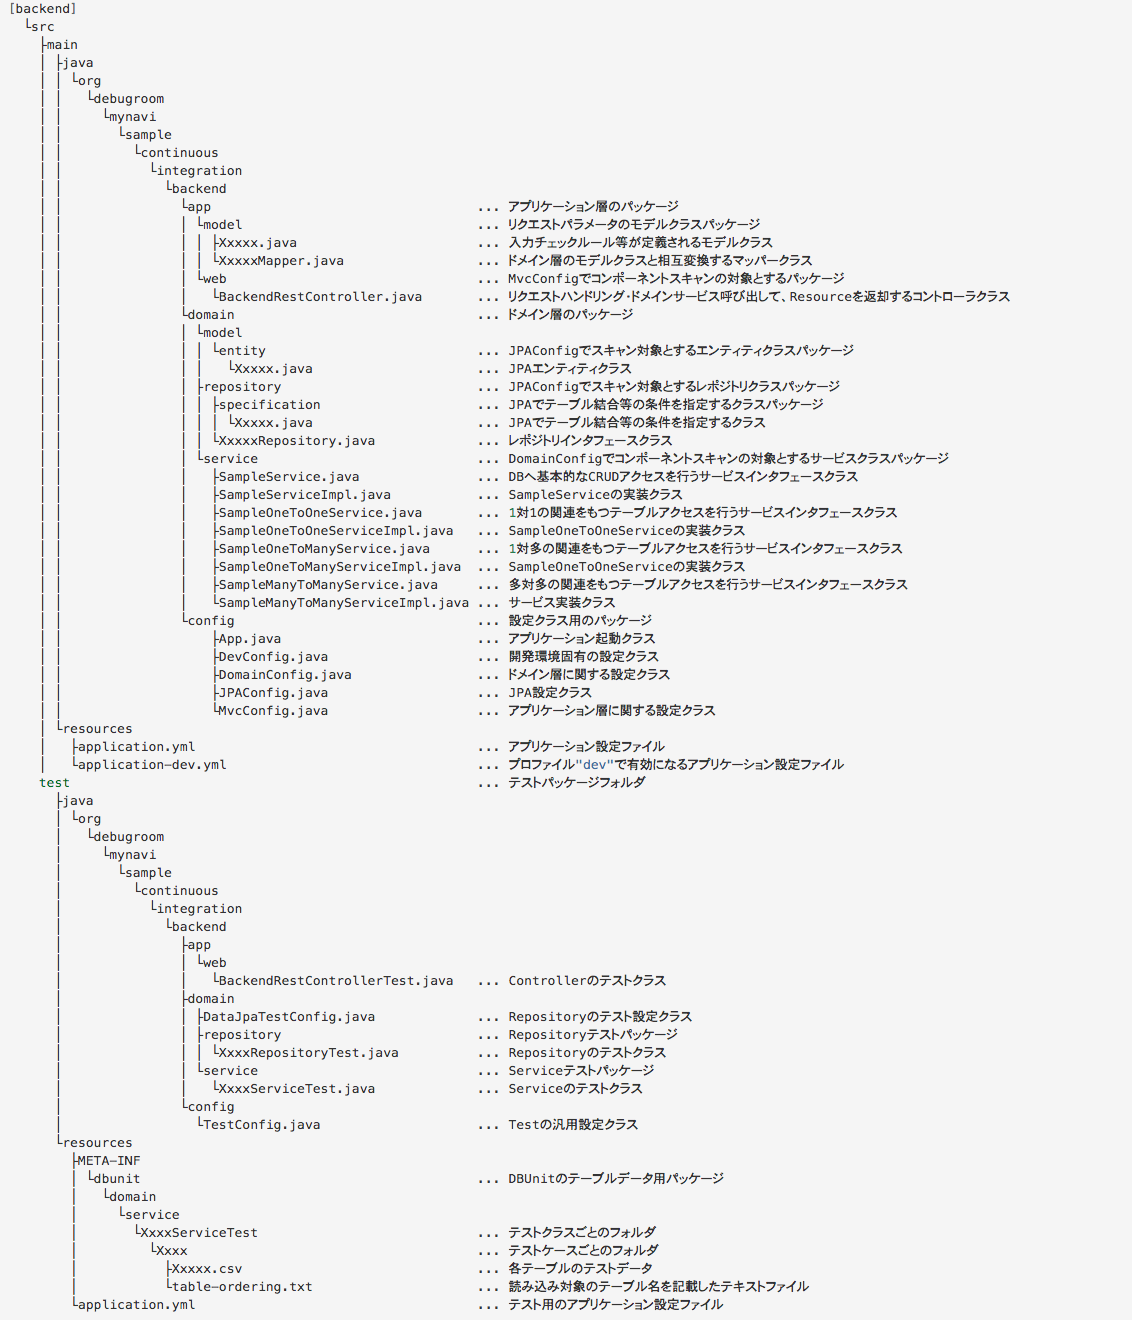 [backend]
  └src
    ├main
    │ ├java
    │ │ └org
    │ │   └debugroom
    │ │     └mynavi
    │ │       └sample
    │ │         └continuous
    │ │           └integration
    │ │             └backend
    │ │               └app                                  ... アプリケーション層のパッケージ
    │ │               │ └model                              ... リクエストパラメータのモデルクラスパッケージ
    │ │               │ │ ├Xxxxx.java                       ... 入力チェックルール等が定義されるモデルクラス
    │ │               │ │ └XxxxxMapper.java                 ... ドメイン層のモデルクラスと相互変換するマッパークラス
    │ │               │ └web                                ... MvcConfigでコンポーネントスキャンの対象とするパッケージ
    │ │               │   └BackendRestController.java       ... リクエストハンドリング・ドメインサービス呼び出して、Resourceを返却するコントローラクラス
    │ │               └domain                               ... ドメイン層のパッケージ
    │ │               │ └model
    │ │               │ │ └entity                           ... JPAConfigでスキャン対象とするエンティティクラスパッケージ
    │ │               │ │   └Xxxxx.java                     ... JPAエンティティクラス
    │ │               │ ├repository                         ... JPAConfigでスキャン対象とするレポジトリクラスパッケージ
    │ │               │ │ ├specification                    ... JPAでテーブル結合等の条件を指定するクラスパッケージ
    │ │               │ │ │ └Xxxxx.java                     ... JPAでテーブル結合等の条件を指定するクラス
    │ │               │ │ └XxxxxRepository.java             ... レポジトリインタフェースクラス
    │ │               │ └service                            ... DomainConfigでコンポーネントスキャンの対象とするサービスクラスパッケージ
    │ │               │   ├SampleService.java               ... DBへ基本的なCRUDアクセスを行うサービスインタフェースクラス
    │ │               │   ├SampleServiceImpl.java           ... SampleServiceの実装クラス
    │ │               │   ├SampleOneToOneService.java       ... 1対1の関連をもつテーブルアクセスを行うサービスインタフェースクラス
    │ │               │   ├SampleOneToOneServiceImpl.java   ... SampleOneToOneServiceの実装クラス
    │ │               │   ├SampleOneToManyService.java      ... 1対多の関連をもつテーブルアクセスを行うサービスインタフェースクラス
    │ │               │   ├SampleOneToManyServiceImpl.java  ... SampleOneToOneServiceの実装クラス
    │ │               │   ├SampleManyToManyService.java     ... 多対多の関連をもつテーブルアクセスを行うサービスインタフェースクラス
    │ │               │   └SampleManyToManyServiceImpl.java ... サービス実装クラス
    │ │               └config                               ... 設定クラス用のパッケージ
    │ │                   ├App.java                         ... アプリケーション起動クラス
    │ │                   ├DevConfig.java                   ... 開発環境固有の設定クラス
    │ │                   ├DomainConfig.java                ... ドメイン層に関する設定クラス
    │ │                   ├JPAConfig.java                   ... JPA設定クラス
    │ │                   └MvcConfig.java                   ... アプリケーション層に関する設定クラス
    │ └resources
    │   ├application.yml                                    ... アプリケーション設定ファイル
    │   └application−dev.yml                                ... プロファイル"dev"で有効になるアプリケーション設定ファイル
    test                                                    ... テストパッケージフォルダ
      ├java
      │ └org
      │   └debugroom
      │     └mynavi
      │       └sample
      │         └continuous
      │           └integration
      │             └backend
      │               ├app
      │               │ └web
      │               │   └BackendRestControllerTest.java   ... Controllerのテストクラス
      │               ├domain
      │               │ ├DataJpaTestConfig.java             ... Repositoryのテスト設定クラス
      │               │ ├repository                         ... Repositoryテストパッケージ
      │               │ │ └XxxxRepositoryTest.java          ... Repositoryのテストクラス
      │               │ └service                            ... Serviceテストパッケージ
      │               │   └XxxxServiceTest.java             ... Serviceのテストクラス
      │               └config
      │                 └TestConfig.java                    ... Testの汎用設定クラス
      └resources
        ├META−INF
        │ └dbunit                                           ... DBUnitのテーブルデータ用パッケージ
        │   └domain
        │     └service
        │       └XxxxServiceTest                            ... テストクラスごとのフォルダ
        │         └Xxxx                                     ... テストケースごとのフォルダ
        │           ├Xxxxx.csv                              ... 各テーブルのテストデータ
        │           └table−ordering.txt                     ... 読み込み対象のテーブル名を記載したテキストファイル
        └application.yml                                    ... テスト用のアプリケーション設定ファイル